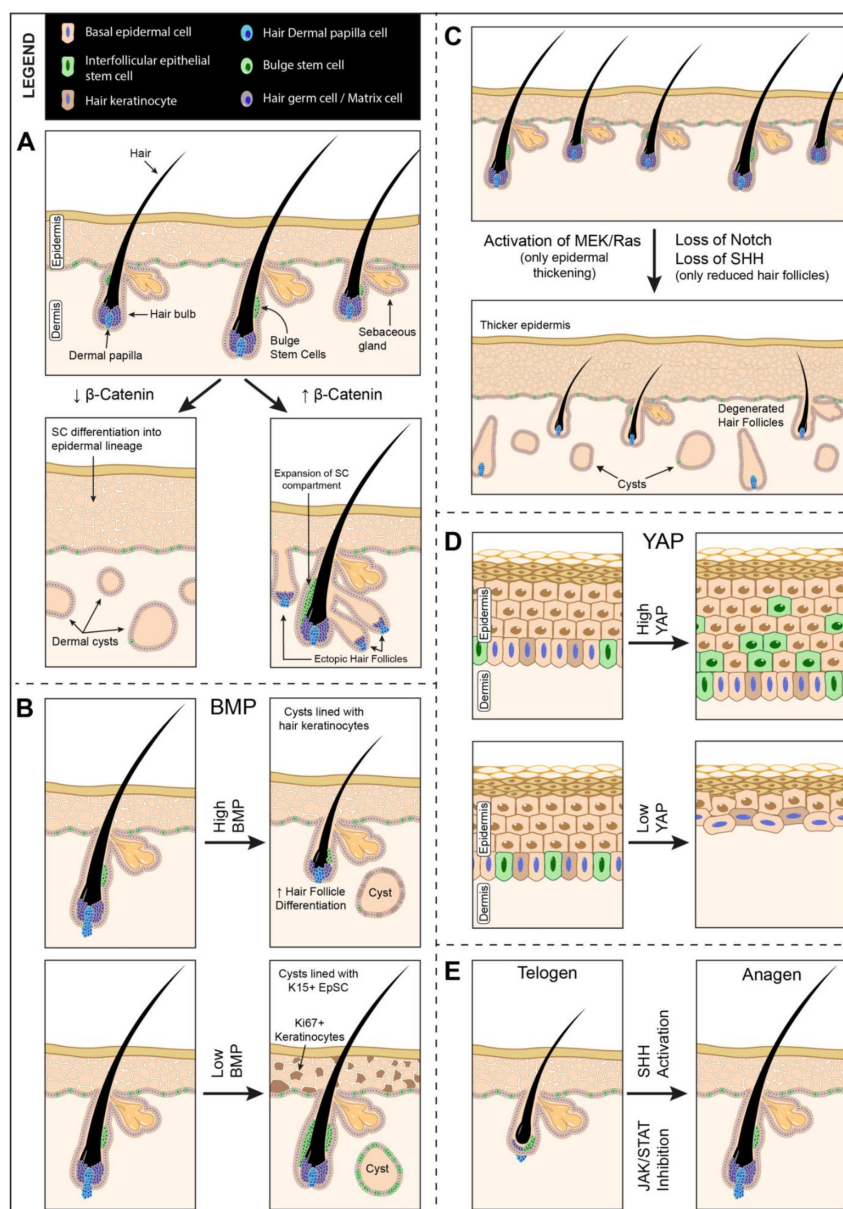 LEGEND
Basal epidermal cell
Interfollicular epithelial
stem cell
Hair keratinocyte
Hair Dermal papilla cell
Bulge stem cell
Hair germ cell / Matrix cell
A
Hair
Epidermis
Dermis
Hair bulb
Dermal papilla
Bulge
Stem Cells
Sebaceous
gland
↓ β-Catenin
↑ β-Catenin
SC differentiation into
epidermal lineage
Dermal cysts
Expansion of SC
compartment
Ectopic Hair Follicles
B
BMP
High
BMP
Cysts lined with
hair keratinocytes
↑ Hair Follicle
Differentiation
Cyst
Low
BMP
Cysts lined with
K15+ EpSC
Ki67+
Keratinocytes
Cyst
C
Activation of MEK/Ras
(only epidermal
thickening)
Loss of Notch
Loss of SHH
(only reduced hair follicles)
Thicker epidermis
Degenerated
Hair Follicles
Cysts
D
YAP
Epidermis
Dermis
High
YAP
Epidermis
Dermis
Low
YAP
E
Telogen
Anagen
SHH
Activation
JAK/STAT
Inhibition